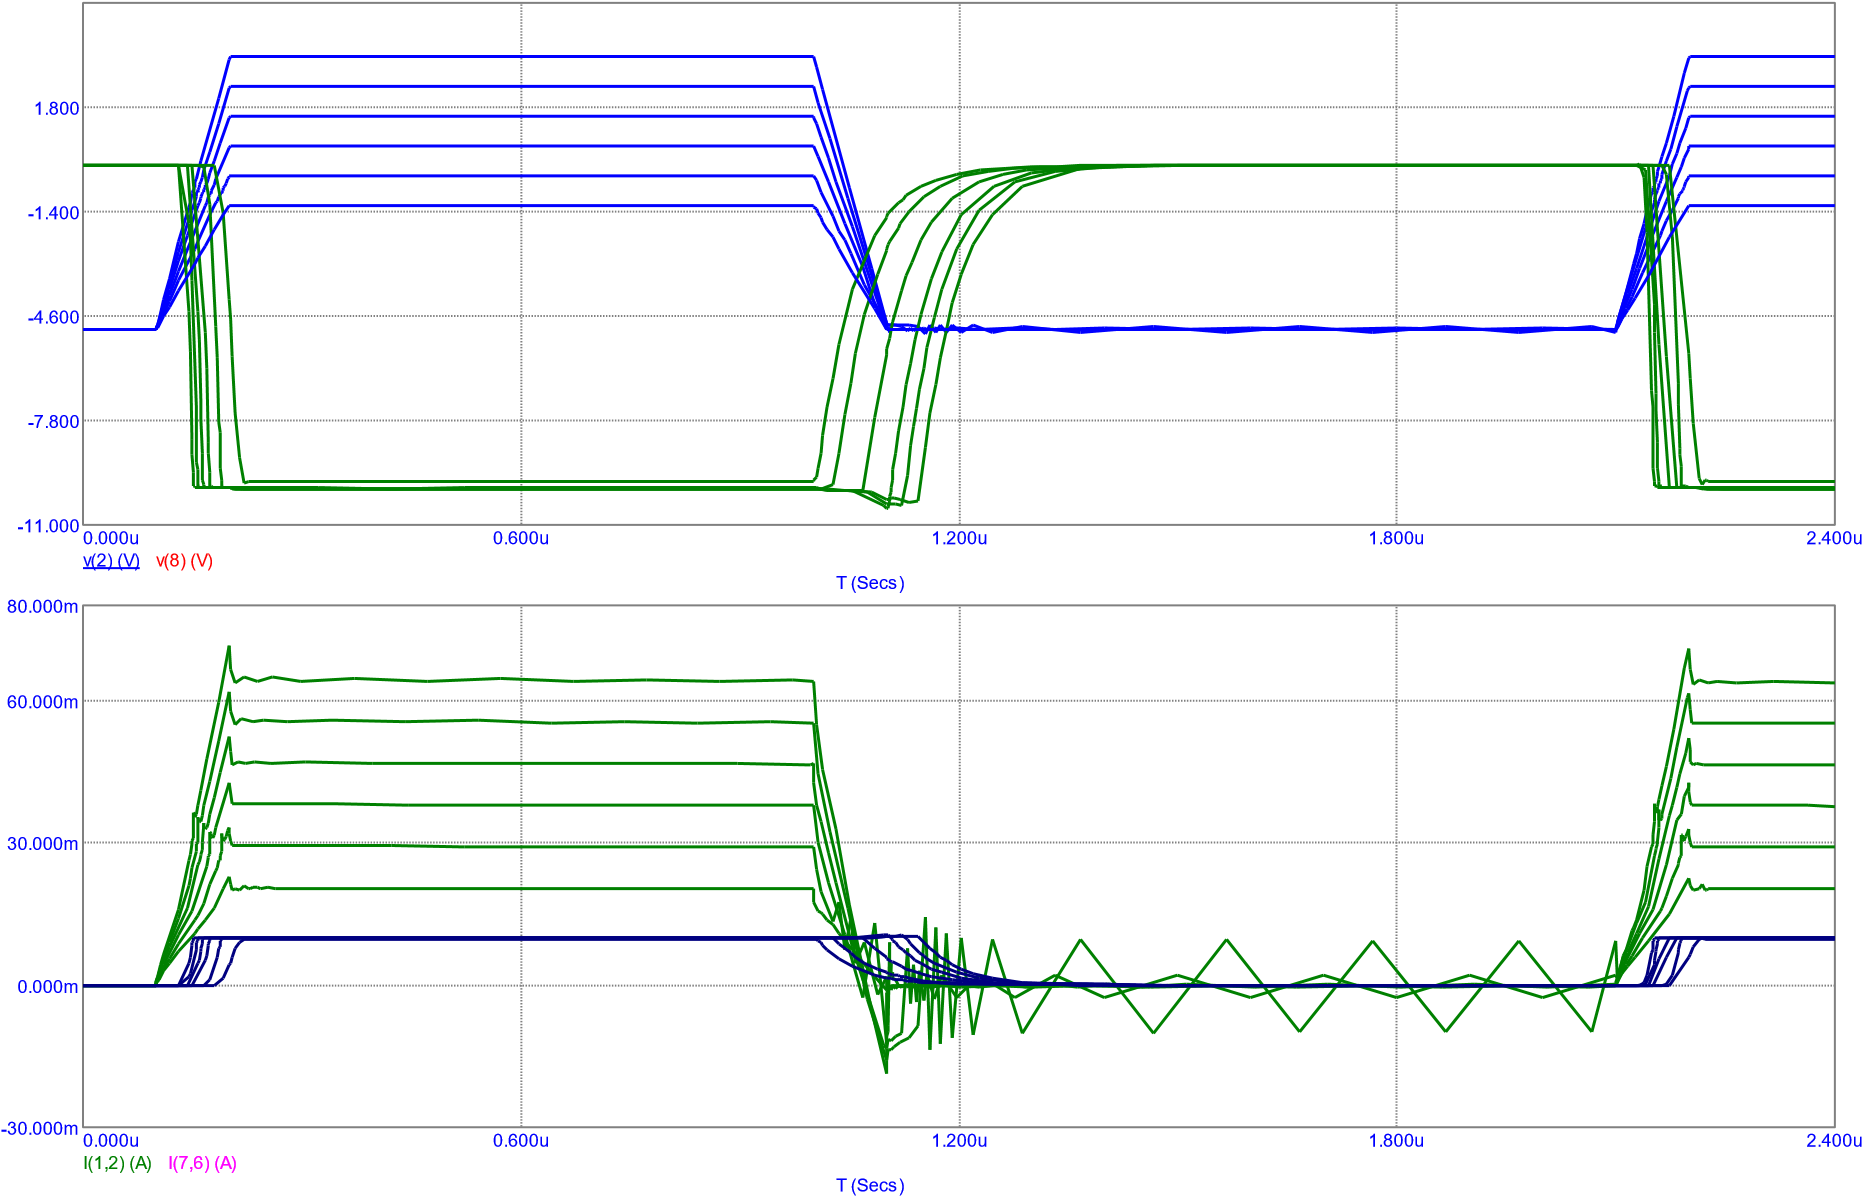 1.800
-1.400
-4.600
-7.800
-11.000
0.000u 0.600u 1.200u 1.800u 2.400u
v(2) (V) v(8) (V)
T (Secs)
80.000m
60.000m
30.000m
0.000m
-30.000m
0.000u 0.600u 1.200u 1.800u 2.400u
I(1,2) (A) I(7,6) (A)
T (Secs)